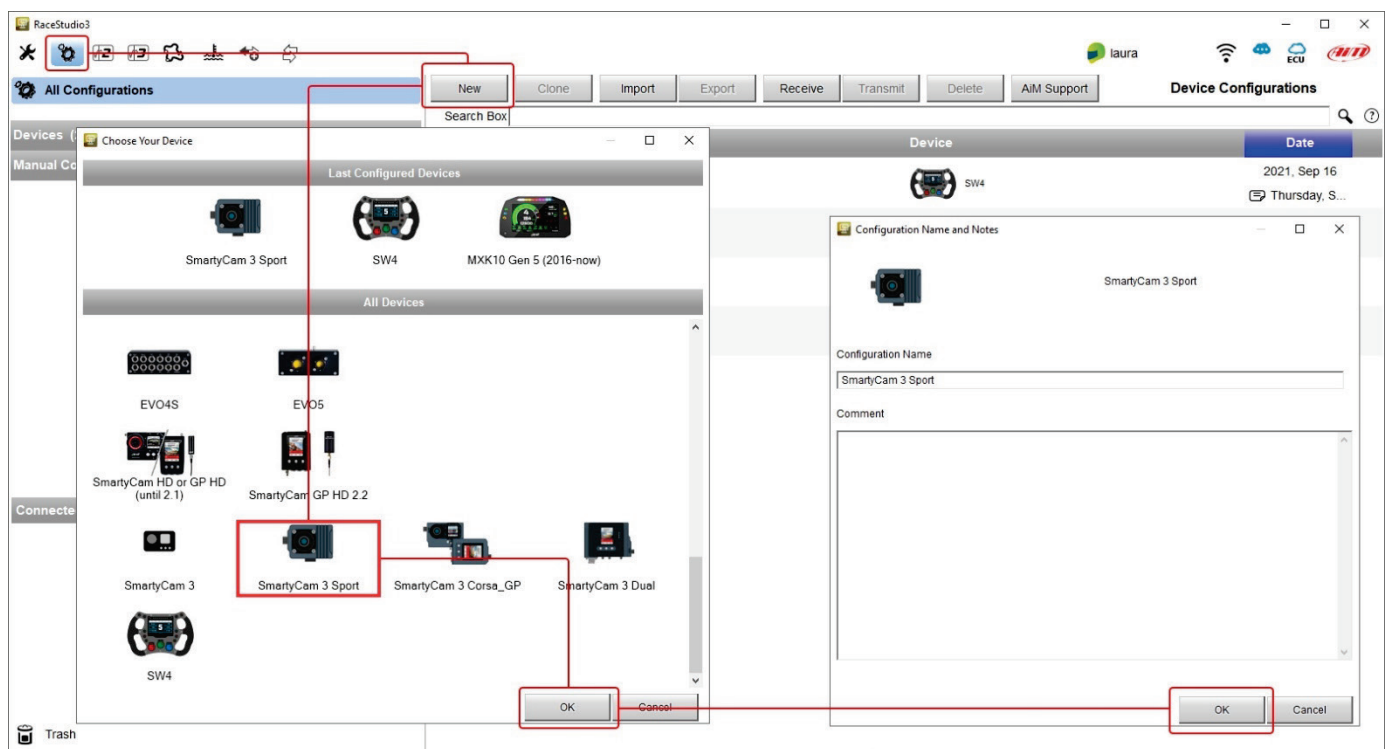 RaceStudio3
laura
ECU
AiM
All Configurations
New
Clone
Import
Export
Receive
Transmit
Delete
AiM Support
Device Configurations
Search Box
Devices
Manual Co
Device
Date
SW4
2021, Sep 16
Thursday, S...
Choose Your Device
Last Configured Devices
SmartyCam 3 Sport
SW4
MXK10 Gen 5 (2016-now)
All Devices
EVO4S
EVO5
SmartyCam HD or GP HD
(until 2.1)
SmartyCam GP HD 2.2
SmartyCam 3
SmartyCam 3 Sport
SmartyCam 3 Corsa_GP
SmartyCam 3 Dual
SW4
OK
Cancel
Configuration Name and Notes
SmartyCam 3 Sport
Configuration Name
SmartyCam 3 Sport
Comment
OK
Cancel
Connecte
Trash